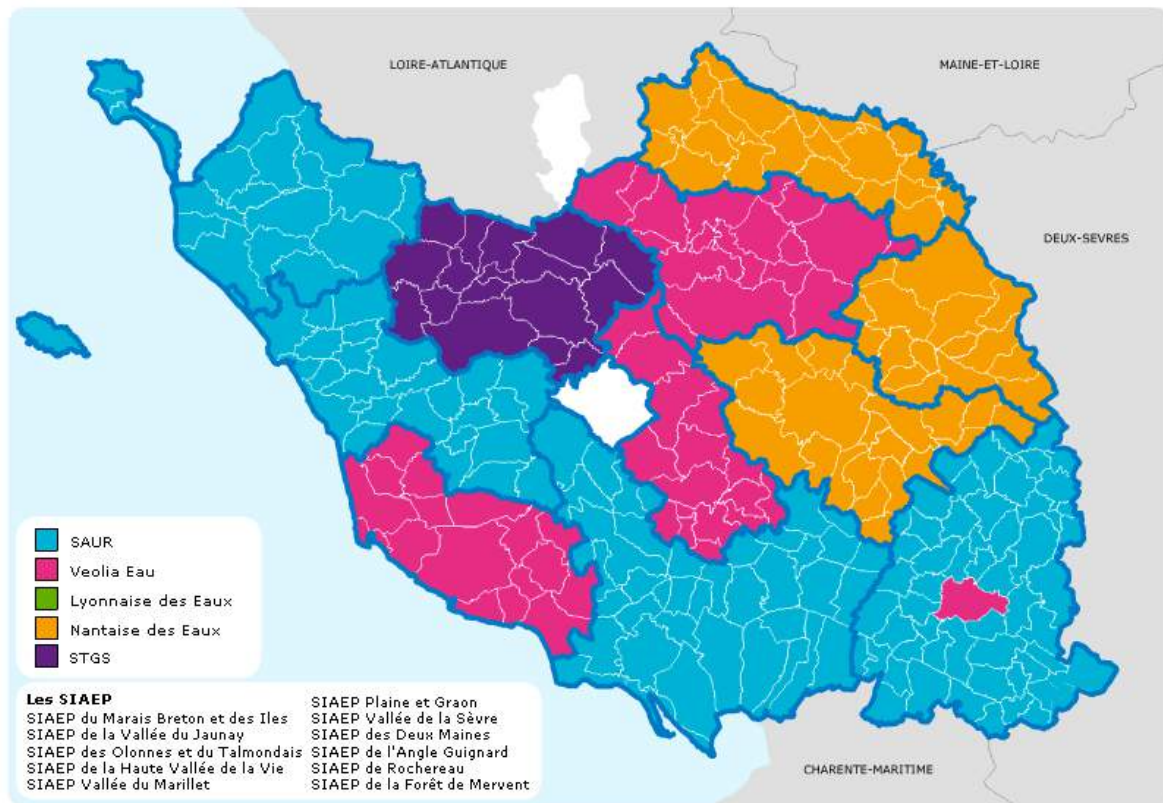 LOIRE-ATLANTIQUE
MAINE-ET-LOIRE
DEUX-SEVRES
SAUR
Veolia Eau
Lyonnaise des Eaux
Nantaise des Eaux
STGS
Les SIAEP
SIAEP du Marais Breton et des Iles
SIAEP de la Vallée du Jaunay
SIAEP des Olonnes et du Talmondais
SIAEP de la Haute Vallée de la Vie
SIAEP Vallée du Marillet
SIAEP Plaine et Graon
SIAEP Vallée de la Sèvre
SIAEP des Deux Maines
SIAEP de l'Angle Guignard
SIAEP de Rochereau
SIAEP de la Forêt de Mervent
CHARENTE-MARITIME